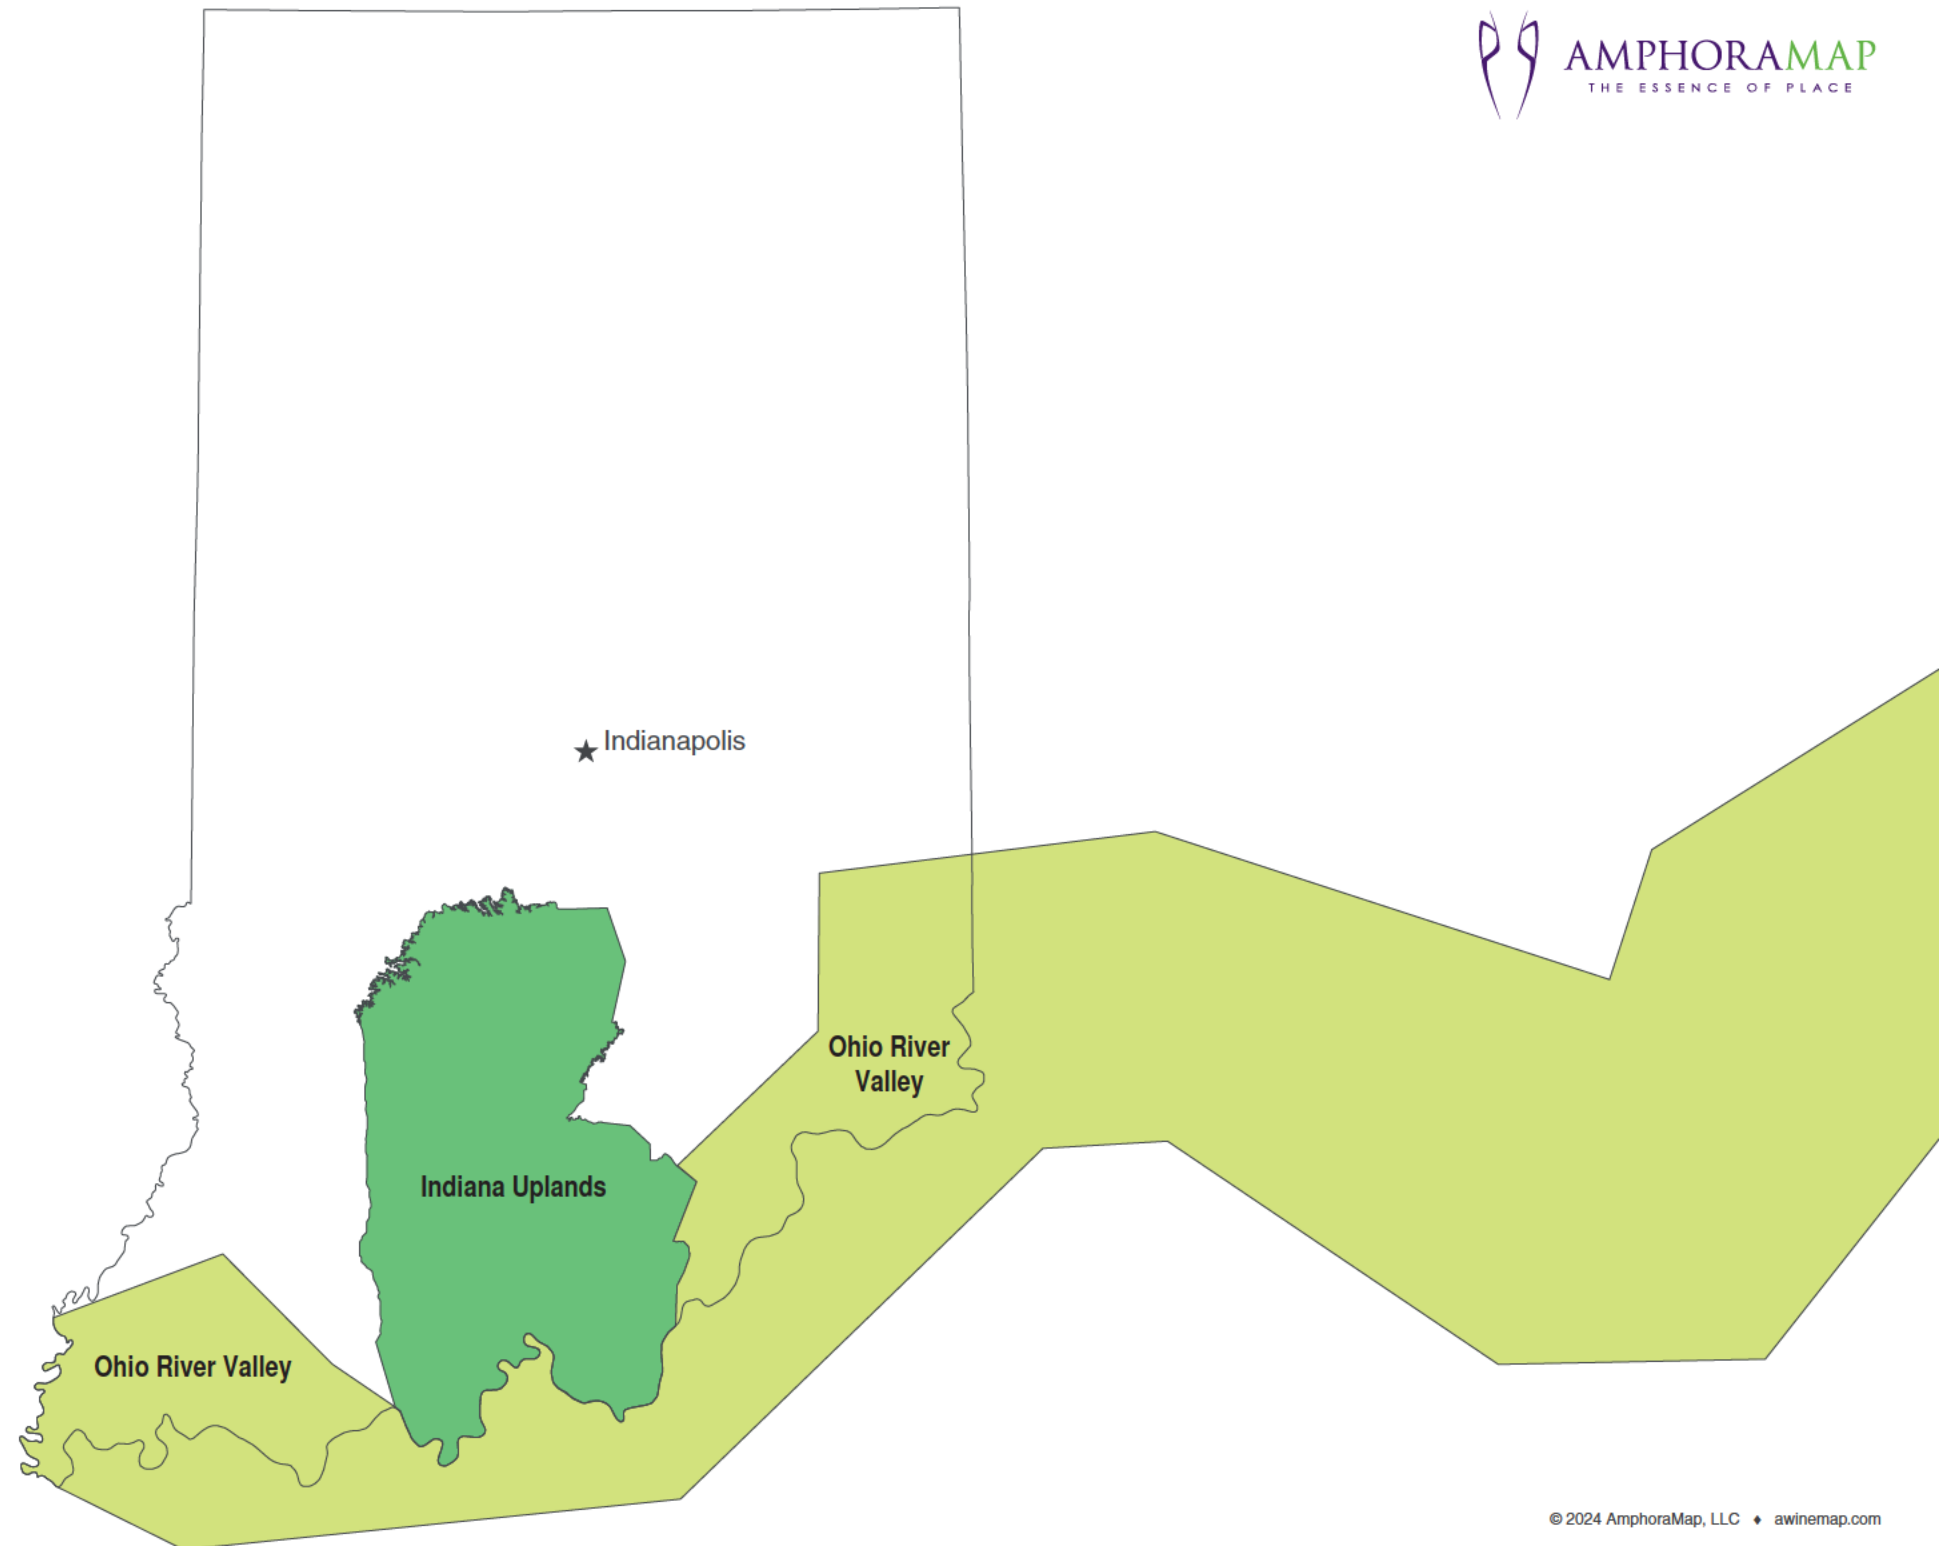 AMPHORAMAP
THE ESSENCE OF PLACE
Indianapolis
Ohio River
Valley
Indiana Uplands
Ohio River Valley
© 2024 AmphoraMap, LLC ♦ awinemap.com